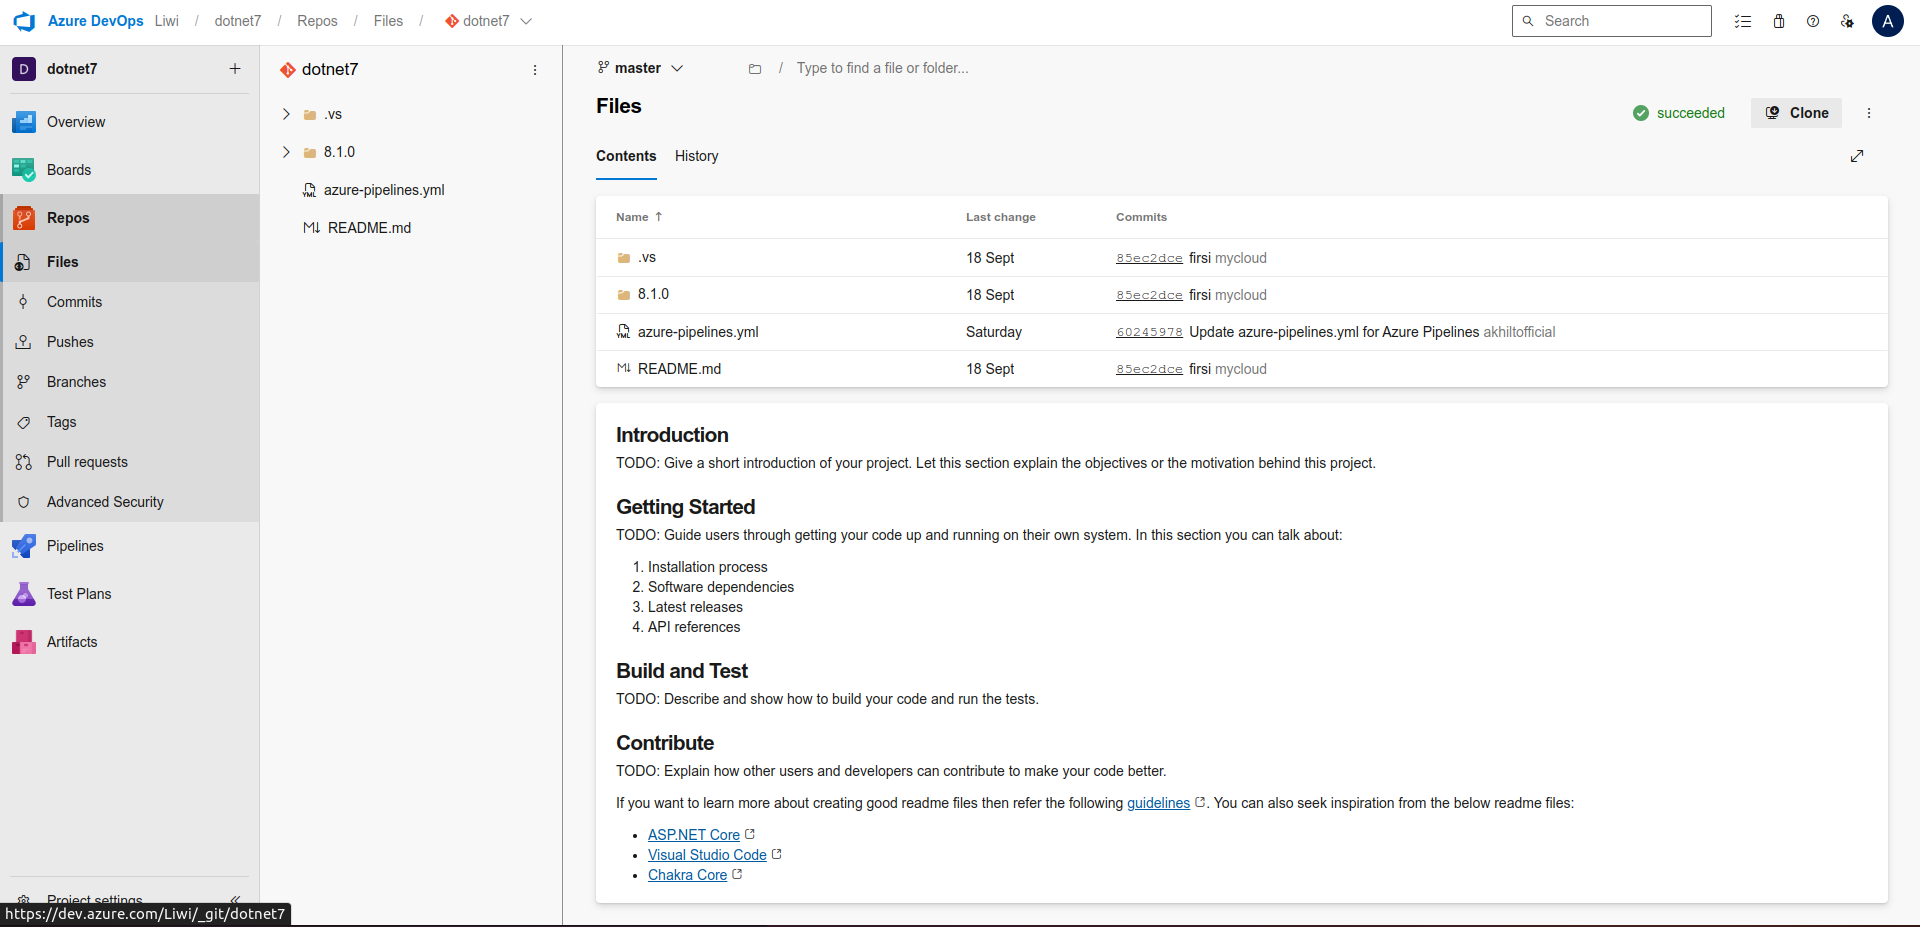 Azure DevOps Liwi / dotnet7 / Repos / Files / dotnet7
Search
A
D dotnet7 +
Overview
Boards
Repos
Files
Commits
Pushes
Branches
Tags
Pull requests
Advanced Security
Pipelines
Test Plans
Artifacts
Project settings
https://dev.azure.com/Liwi/_git/dotnet7
dotnet7
.vs
8.1.0
YML azure-pipelines.yml
M↓ README.md
master / Type to find a file or folder...
Files
succeeded Clone
Contents History
Name ↑ Last change Commits
.vs 18 Sept 85ec2dce firsi mycloud
8.1.0 18 Sept 85ec2dce firsi mycloud
YML azure-pipelines.yml Saturday 60245978 Update azure-pipelines.yml for Azure Pipelines akhiltofficial
M↓ README.md 18 Sept 85ec2dce firsi mycloud
Introduction
TODO: Give a short introduction of your project. Let this section explain the objectives or the motivation behind this project.
Getting Started
TODO: Guide users through getting your code up and running on their own system. In this section you can talk about:
1. Installation process
2. Software dependencies
3. Latest releases
4. API references
Build and Test
TODO: Describe and show how to build your code and run the tests.
Contribute
TODO: Explain how other users and developers can contribute to make your code better.
If you want to learn more about creating good readme files then refer the following guidelines. You can also seek inspiration from the below readme files:
• ASP.NET Core
• Visual Studio Code
• Chakra Core